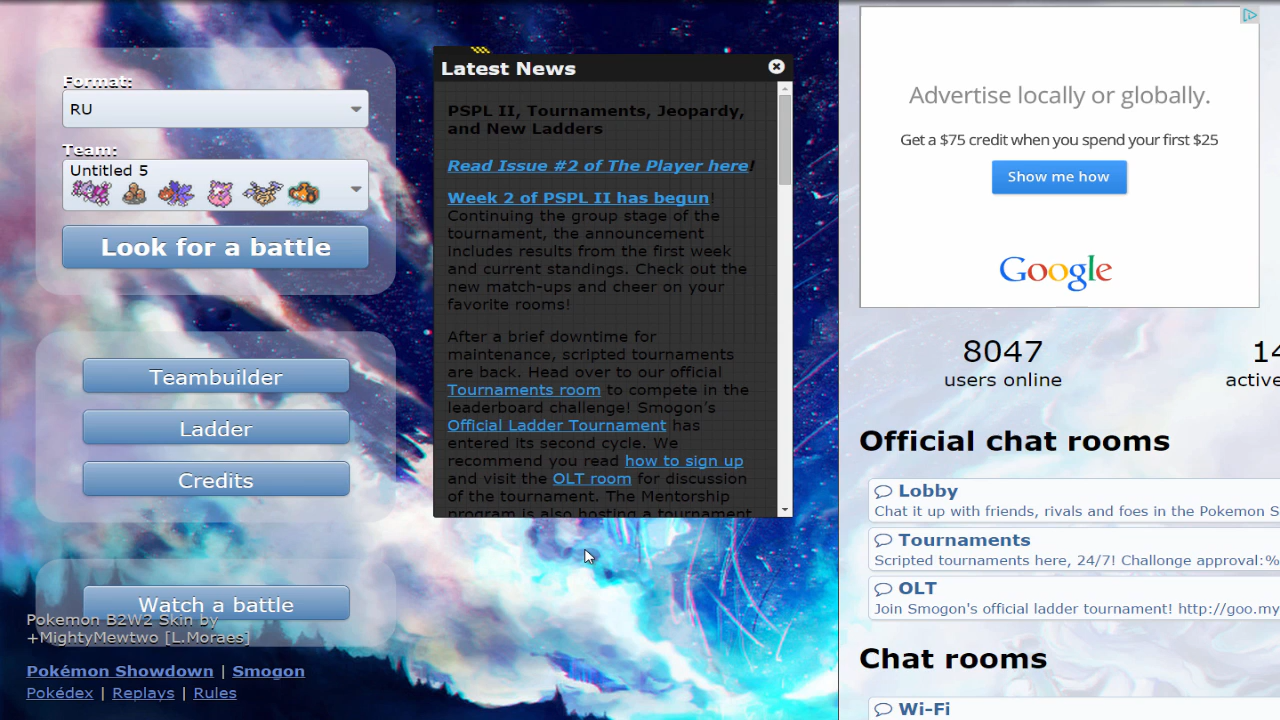 Format:
RU
Team:
Untitled 5
Look for a battle
Teambuilder
Ladder
Credits
Watch a battle
Pokemon B2W2 Skin by
+MightyMewtwo [L.Moraes]
Pokémon Showdown | Smogon
Pokédex | Replays | Rules
Latest News
PSPL II, Tournaments, Jeopardy,
and New Ladders
Read Issue #2 of The Player here!
Week 2 of PSPL II has begun!
Continuing the group stage of the
tournament, the announcement
includes results from the first week
and current standings. Check out the
new match-ups and cheer on your
favorite rooms!
After a brief downtime for
maintenance, scripted tournaments
are back. Head over to our official
Tournaments room to compete in the
leaderboard challenge! Smogon's
Official Ladder Tournament has
entered its second cycle. We
recommend you read how to sign up
and visit the OLT room for discussion
of the tournament. The Mentorship
program is also hosting a tournament
Advertise locally or globally.
Get a $75 credit when you spend your first $25
Show me how
Google
8047
users online
14
active
Official chat rooms
Lobby
Chat it up with friends, rivals and foes in the Pokemon S
Tournaments
Scripted tournaments here, 24/7! Challonge approval:%
OLT
Join Smogon's official ladder tournament! http://goo.my
Chat rooms
Wi-Fi